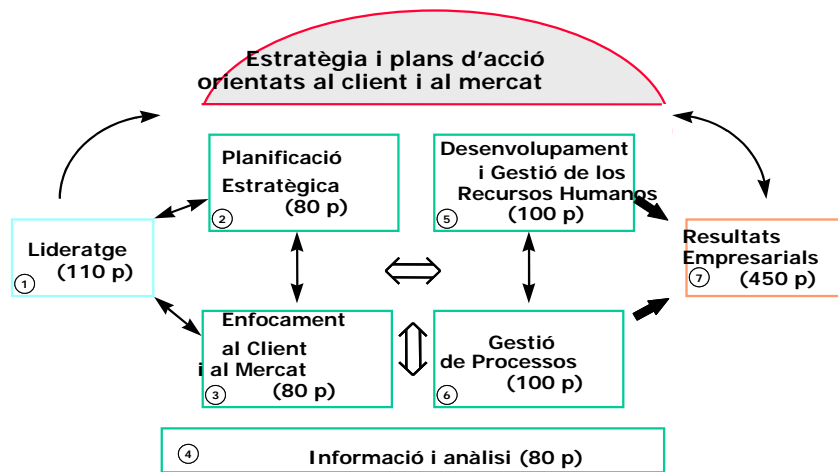 Estratègia i plans d’acció
orientats al client i al mercat
Planificació
Estratègica
(80 p)
2
Desenvolupament
i Gestió de los
Recursos Humanos
(100 p)
5
Lideratge
(110 p)
1
Resultats
Empresarials
(450 p)
7
Enfocament
al Client
i al Mercat
(80 p)
3
Gestió
de Processos
(100 p)
6
4
Informació i anàlisi (80 p)